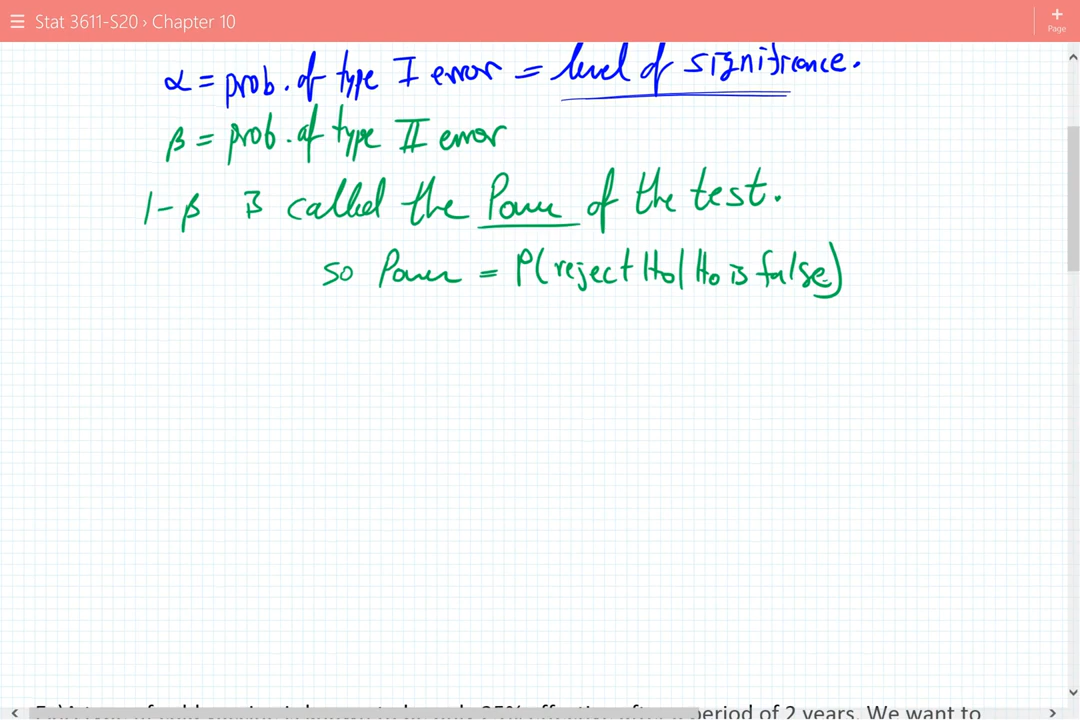 Stat 3611-S20 › Chapter 10
Page
α = prob. of type I error = level of significance.
β = prob. of type II error
1-β is called the Power of the test.
so Power = P(reject H₀ | H₀ is false)
period of 2 years. We want to